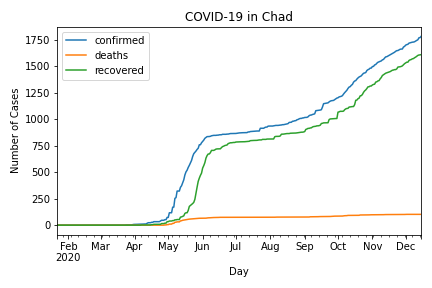 COVID-19 in Chad
confirmed
deaths
recovered
Number of Cases
1750
1500
1250
1000
750
500
250
0
Feb Mar Apr May Jun Jul Aug Sep Oct Nov Dec
2020
Day